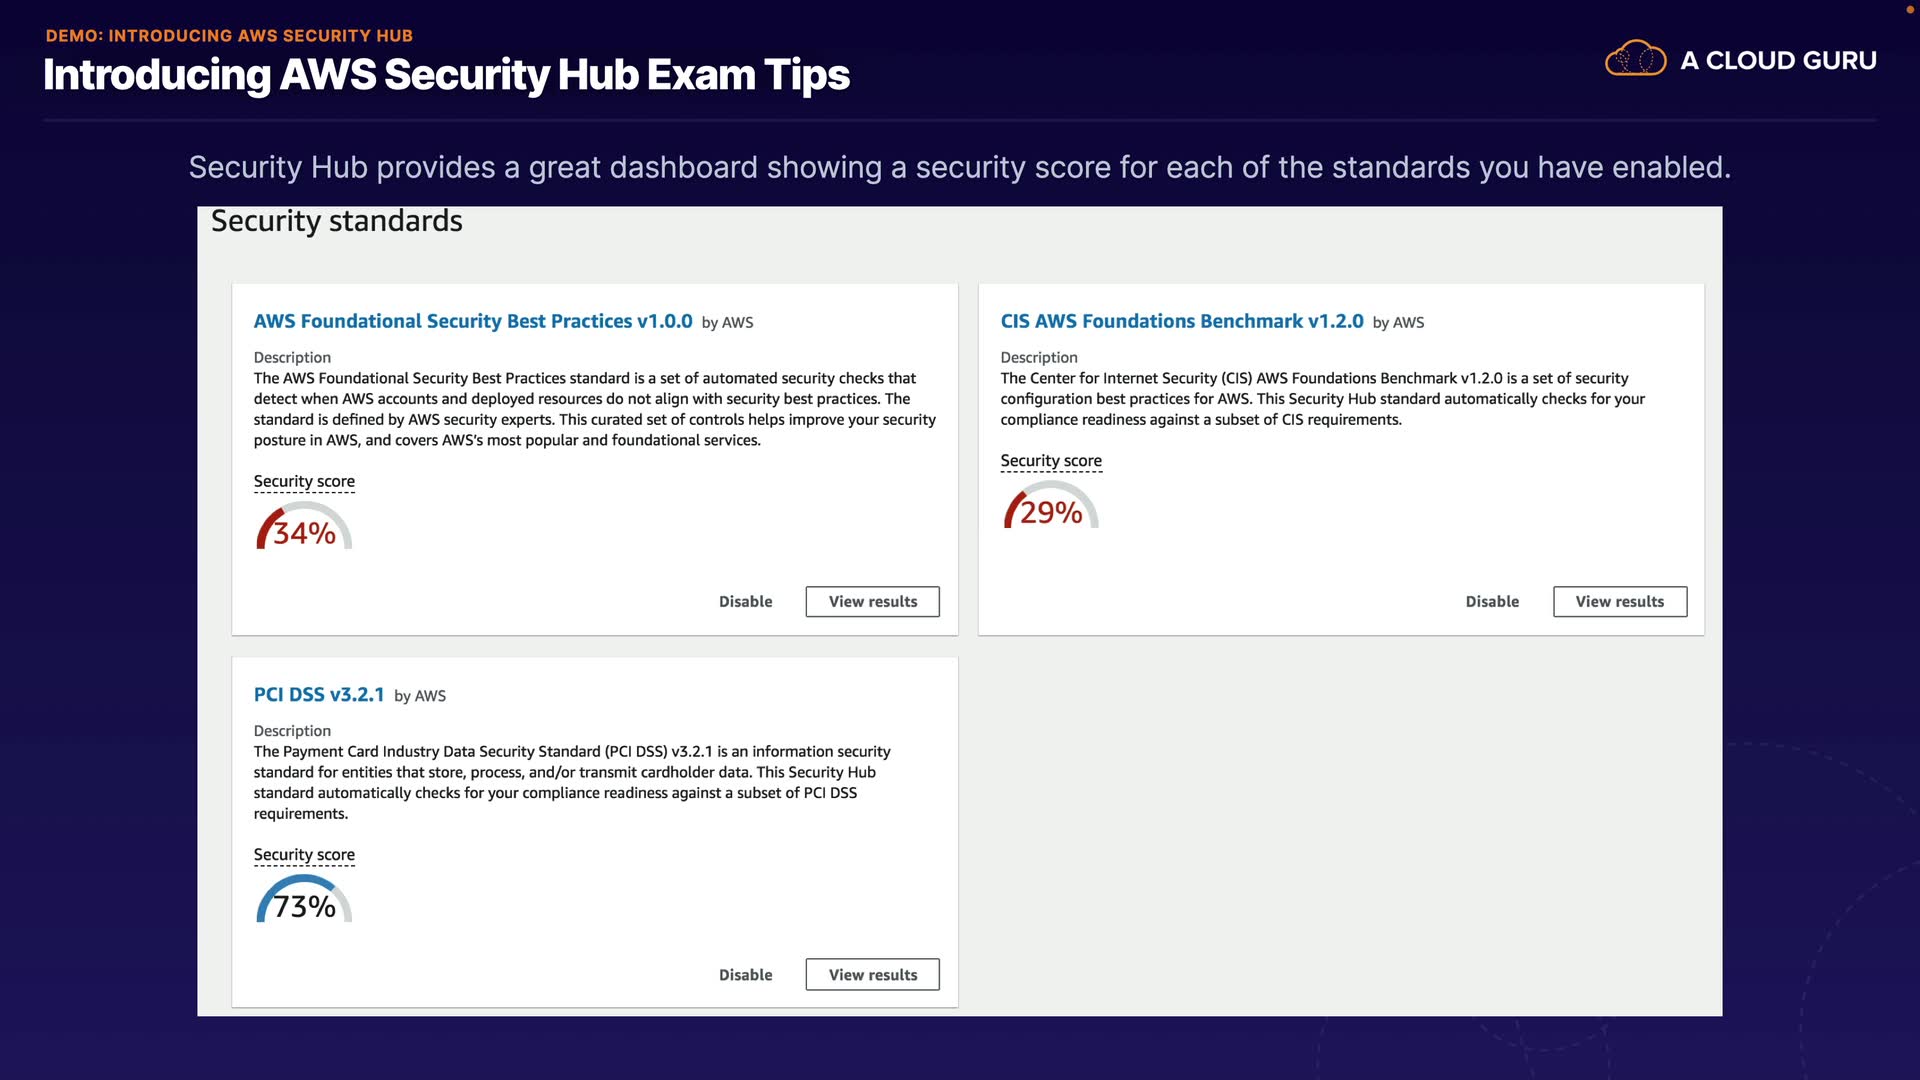 DEMO: INTRODUCING AWS SECURITY HUB
Introducing AWS Security Hub Exam Tips
A CLOUD GURU
Security Hub provides a great dashboard showing a security score for each of the standards you have enabled.
Security standards
AWS Foundational Security Best Practices v1.0.0 by AWS
Description
The AWS Foundational Security Best Practices standard is a set of automated security checks that
detect when AWS accounts and deployed resources do not align with security best practices. The
standard is defined by AWS security experts. This curated set of controls helps improve your security
posture in AWS, and covers AWS's most popular and foundational services.
Security score
34%
Disable
View results
CIS AWS Foundations Benchmark v1.2.0 by AWS
Description
The Center for Internet Security (CIS) AWS Foundations Benchmark v1.2.0 is a set of security
configuration best practices for AWS. This Security Hub standard automatically checks for your
compliance readiness against a subset of CIS requirements.
Security score
29%
Disable
View results
PCI DSS v3.2.1 by AWS
Description
The Payment Card Industry Data Security Standard (PCI DSS) v3.2.1 is an information security
standard for entities that store, process, and/or transmit cardholder data. This Security Hub
standard automatically checks for your compliance readiness against a subset of PCI DSS
requirements.
Security score
73%
Disable
View results